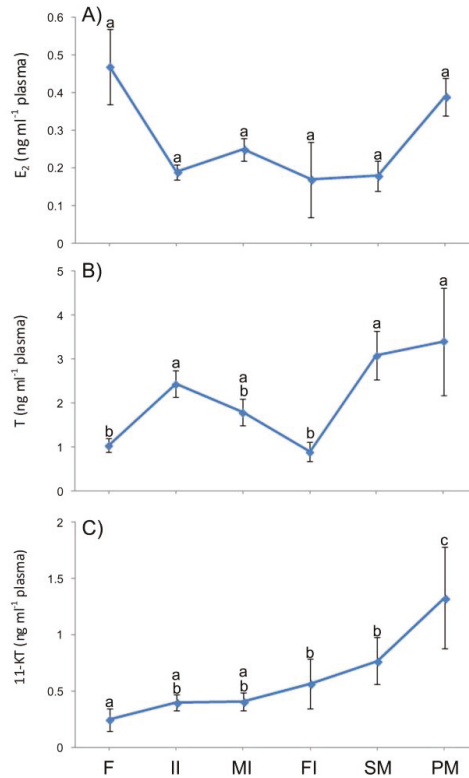 A)
E₂ (ng ml⁻¹ plasma)
0.6
0.5
0.4
0.3
0.2
0.1
0
a
a
a
a
a
a
B)
T (ng ml⁻¹ plasma)
5
4
3
2
1
0
b
a
a
b
b
a
a
C)
11-KT (ng ml⁻¹ plasma)
2
1.5
1
0.5
0
a
a
b
a
b
b
b
c
F II MI FI SM PM